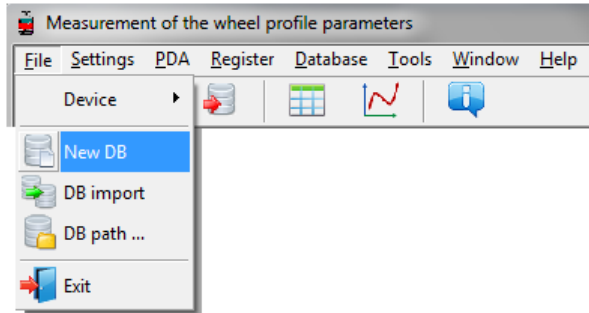 Measurement of the wheel profile parameters
File Settings PDA Register Database Tools Window Help
Device
New DB
DB import
DB path ...
Exit